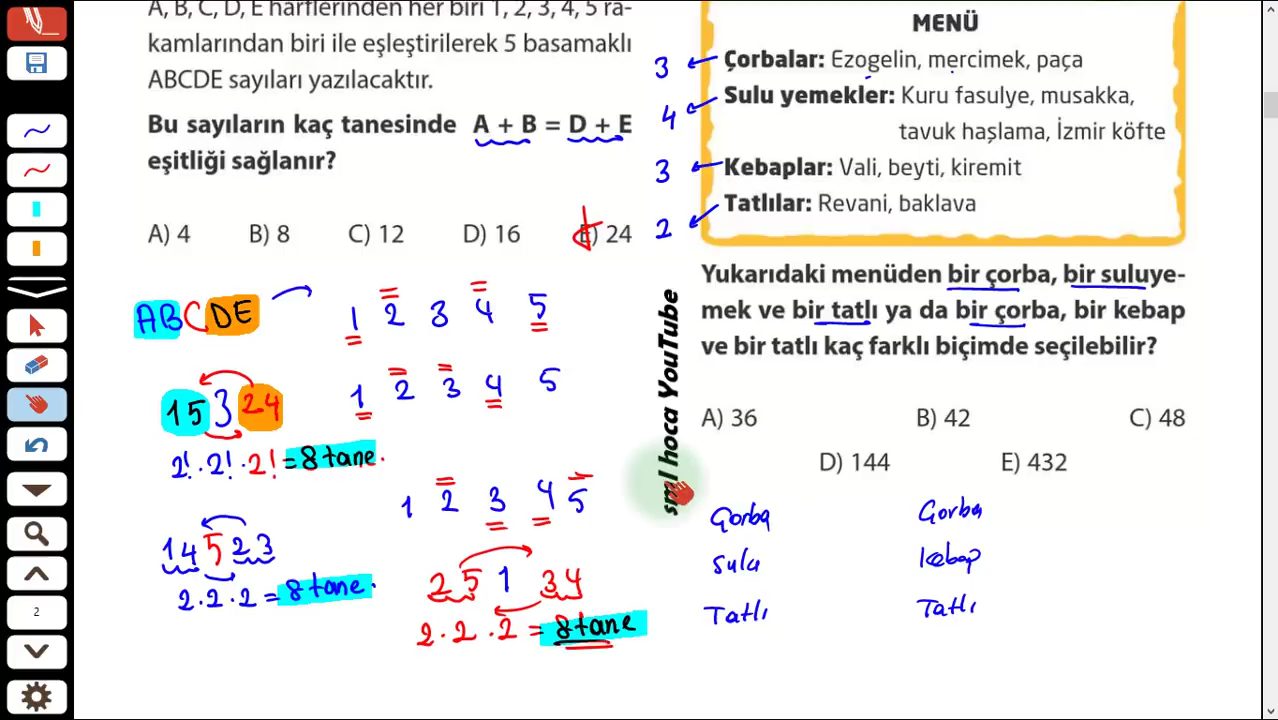 A, B, C, D, E harflerinden her biri 1, 2, 3, 4, 5 ra-
kamlarından biri ile eşleştirilerek 5 basamaklı
ABCDE sayıları yazılacaktır.
Bu sayıların kaç tanesinde A + B = D + E
eşitliği sağlanır?
A) 4 B) 8 C) 12 D) 16 E) 24
ABCDE 1 2 3 4 5
1 2 3 4 5
15324
2! . 2! . 2! = 8 tane.
1 2 3 4 5
14523
2.2.2 = 8 tane.
25134
2.2.2 = 8 tane
2
MENÜ
3 Çorbalar: Ezogelin, mercimek, paça
4 Sulu yemekler: Kuru fasulye, musakka,
tavuk haşlama, İzmir köfte
3 Kebaplar: Vali, beyti, kiremit
2 Tatlılar: Revani, baklava
Yukarıdaki menüden bir çorba, bir suluye-
mek ve bir tatlı ya da bir çorba, bir kebap
ve bir tatlı kaç farklı biçimde seçilebilir?
A) 36 B) 42 C) 48
D) 144 E) 432
Çorba Çorba
Sulu Kebap
Tatlı Tatlı
sml hoca YouTube